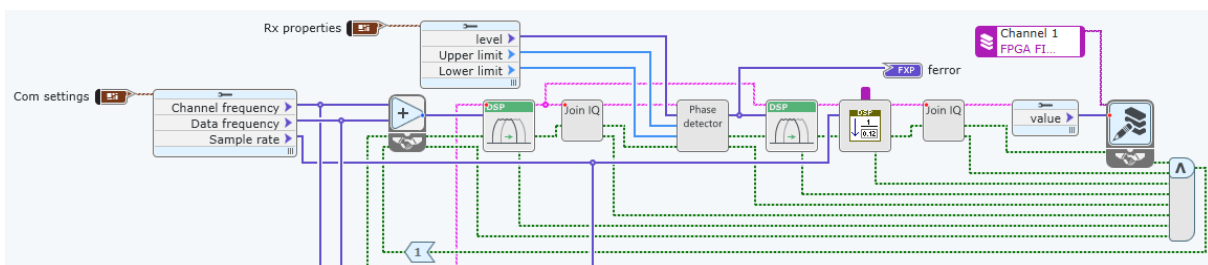 Rx properties
level
Upper limit
Lower limit
Channel 1
FPGA FI...
FXP
ferror
Com settings
Channel frequency
Data frequency
Sample rate
DSP
Join IQ
Phase
detector
DSP
DSP
1
0.12
Join IQ
value
1